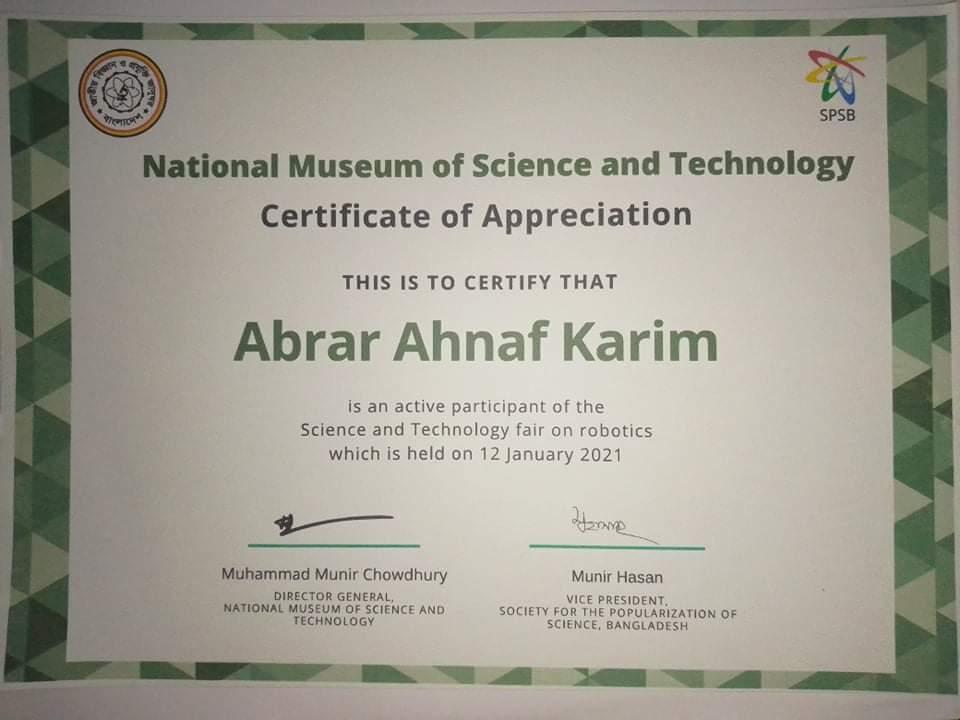 জাতীয় বিজ্ঞান ও প্রযুক্তি জাদুঘর
বাংলাদেশ
SPSB
National Museum of Science and Technology
Certificate of Appreciation
THIS IS TO CERTIFY THAT
Abrar Ahnaf Karim
is an active participant of the
Science and Technology fair on robotics
which is held on 12 January 2021
Muhammad Munir Chowdhury
DIRECTOR GENERAL,
NATIONAL MUSEUM OF SCIENCE AND
TECHNOLOGY
Munir Hasan
VICE PRESIDENT,
SOCIETY FOR THE POPULARIZATION OF
SCIENCE, BANGLADESH